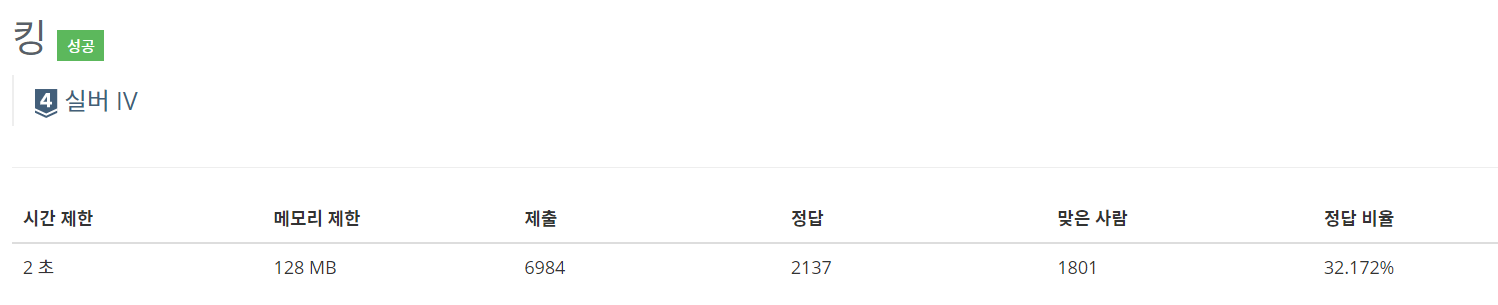 킹 성공
4 실버 IV
시간 제한 메모리 제한 제출 정답 맞은 사람 정답 비율
2 초 128 MB 6984 2137 1801 32.172%